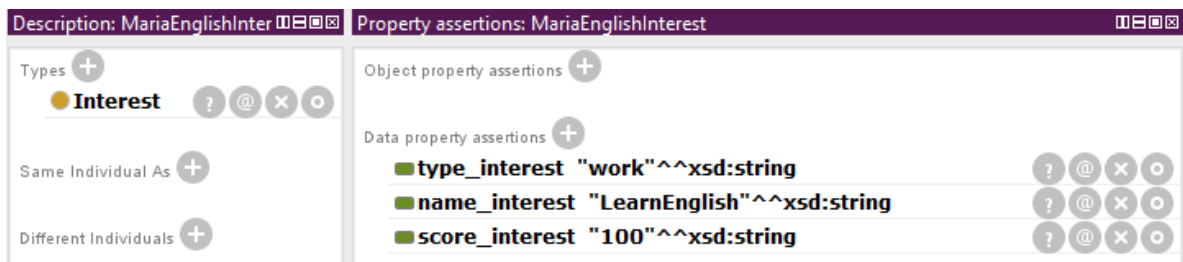 Description: MariaEnglishInter
Types
Interest
Same Individual As
Different Individuals
Property assertions: MariaEnglishInterest
Object property assertions
Data property assertions
type_interest "work"^^xsd:string
name_interest "LearnEnglish"^^xsd:string
score_interest "100"^^xsd:string